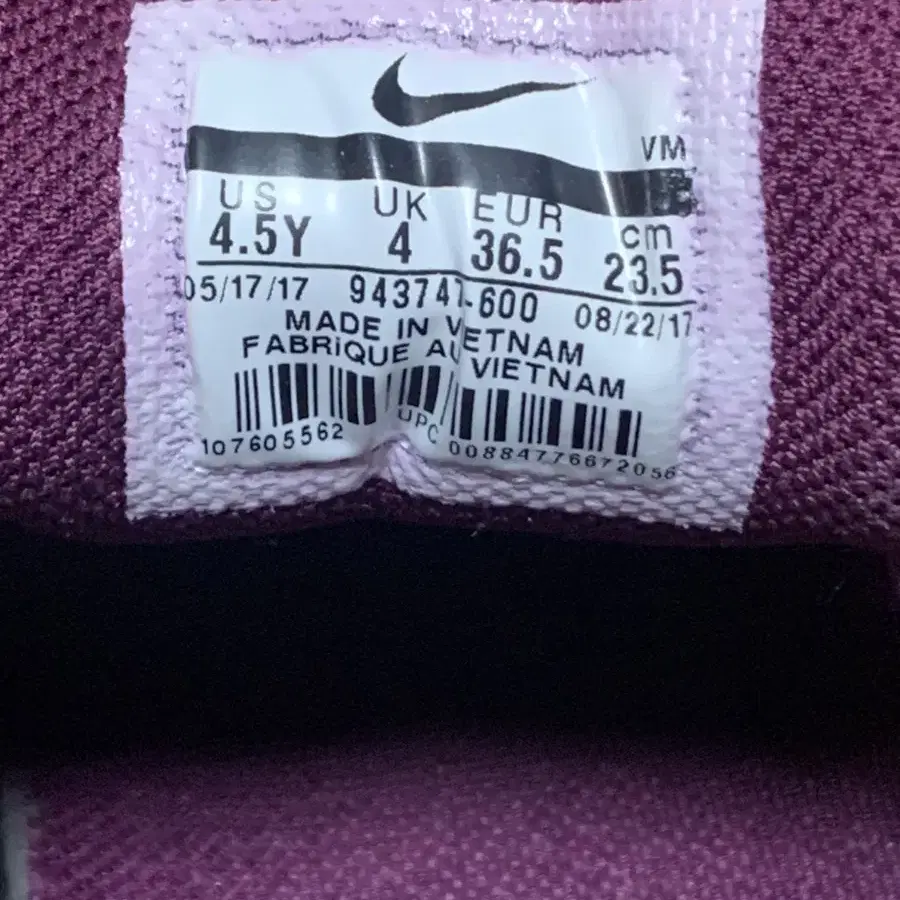 VM
US UK EUR cm
4.5Y 4 36.5 23.5
05/17/17 943747-600 08/22/17
MADE IN VIETNAM
FABRIQUE AU VIETNAM
107605562 UPC 00884776672056